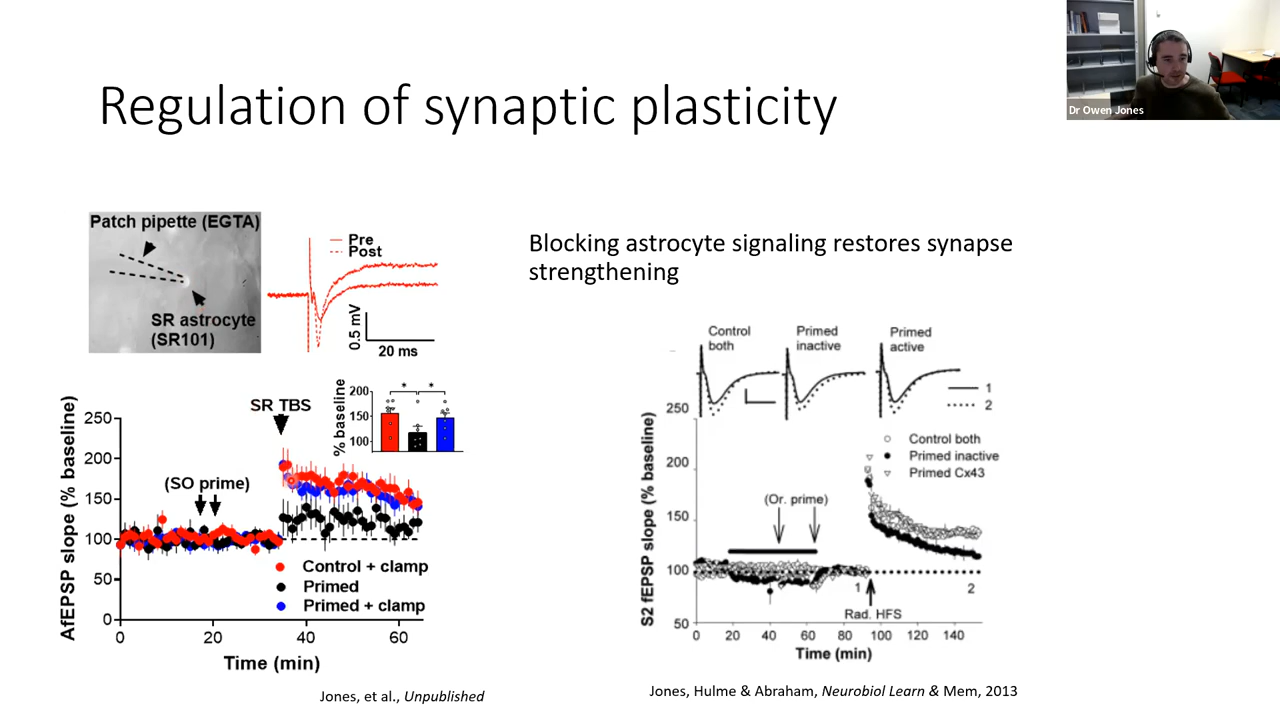 Dr Owen Jones
Regulation of synaptic plasticity
Patch pipette (EGTA)
SR astrocyte
(SR101)
Pre
Post
0.5 mV
20 ms
Blocking astrocyte signaling restores synapse
strengthening
AfEPSP slope (% baseline)
250
200
150
100
50
0
0 20 40 60
Time (min)
(SO prime)
SR TBS
% baseline
200
150
100
* *
Control + clamp
Primed
Primed + clamp
Jones, et al., Unpublished
Control
both
Primed
inactive
Primed
active
1
2
S2 fEPSP slope (% baseline)
250
200
150
100
50
0 20 40 60 80 100 120 140
Time (min)
Control both
Primed inactive
Primed Cx43
(Or. prime)
1
2
Rad. HFS
Jones, Hulme & Abraham, Neurobiol Learn & Mem, 2013